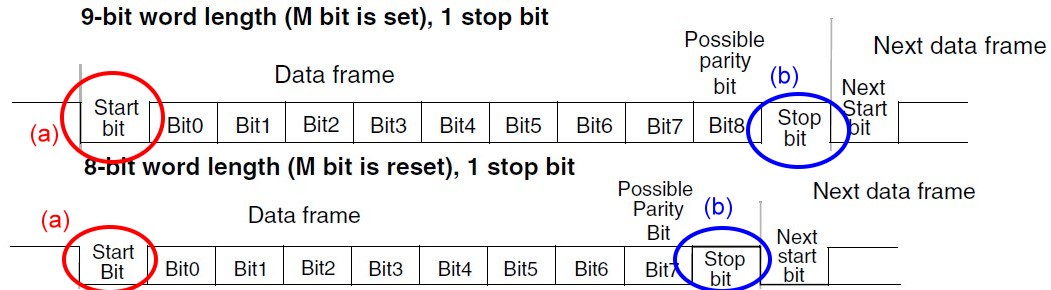 9-bit word length (M bit is set), 1 stop bit
Possible
parity
bit
Next data frame
Data frame
(b)
Next
Start
bit
(a)
Start
bit
Bit0 Bit1 Bit2 Bit3 Bit4 Bit5 Bit6 Bit7 Bit8
Stop
bit
8-bit word length (M bit is reset), 1 stop bit
Possible
Parity
Bit
Next data frame
(a)
Data frame
(b)
Next
start
bit
Start
Bit
Bit0 Bit1 Bit2 Bit3 Bit4 Bit5 Bit6 Bit7
Stop
bit